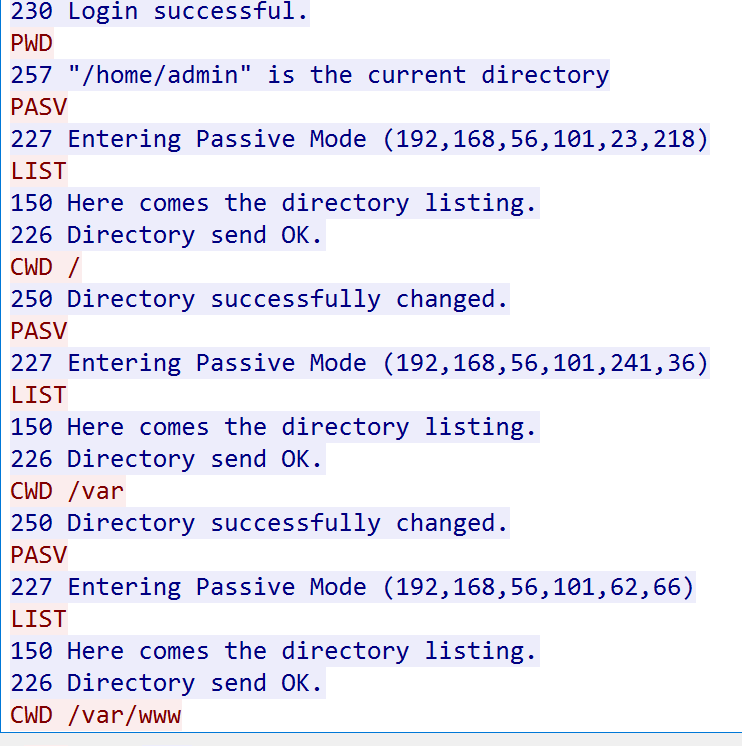 230 Login successful.
PWD
257 "/home/admin" is the current directory
PASV
227 Entering Passive Mode (192,168,56,101,23,218)
LIST
150 Here comes the directory listing.
226 Directory send OK.
CWD /
250 Directory successfully changed.
PASV
227 Entering Passive Mode (192,168,56,101,241,36)
LIST
150 Here comes the directory listing.
226 Directory send OK.
CWD /var
250 Directory successfully changed.
PASV
227 Entering Passive Mode (192,168,56,101,62,66)
LIST
150 Here comes the directory listing.
226 Directory send OK.
CWD /var/www